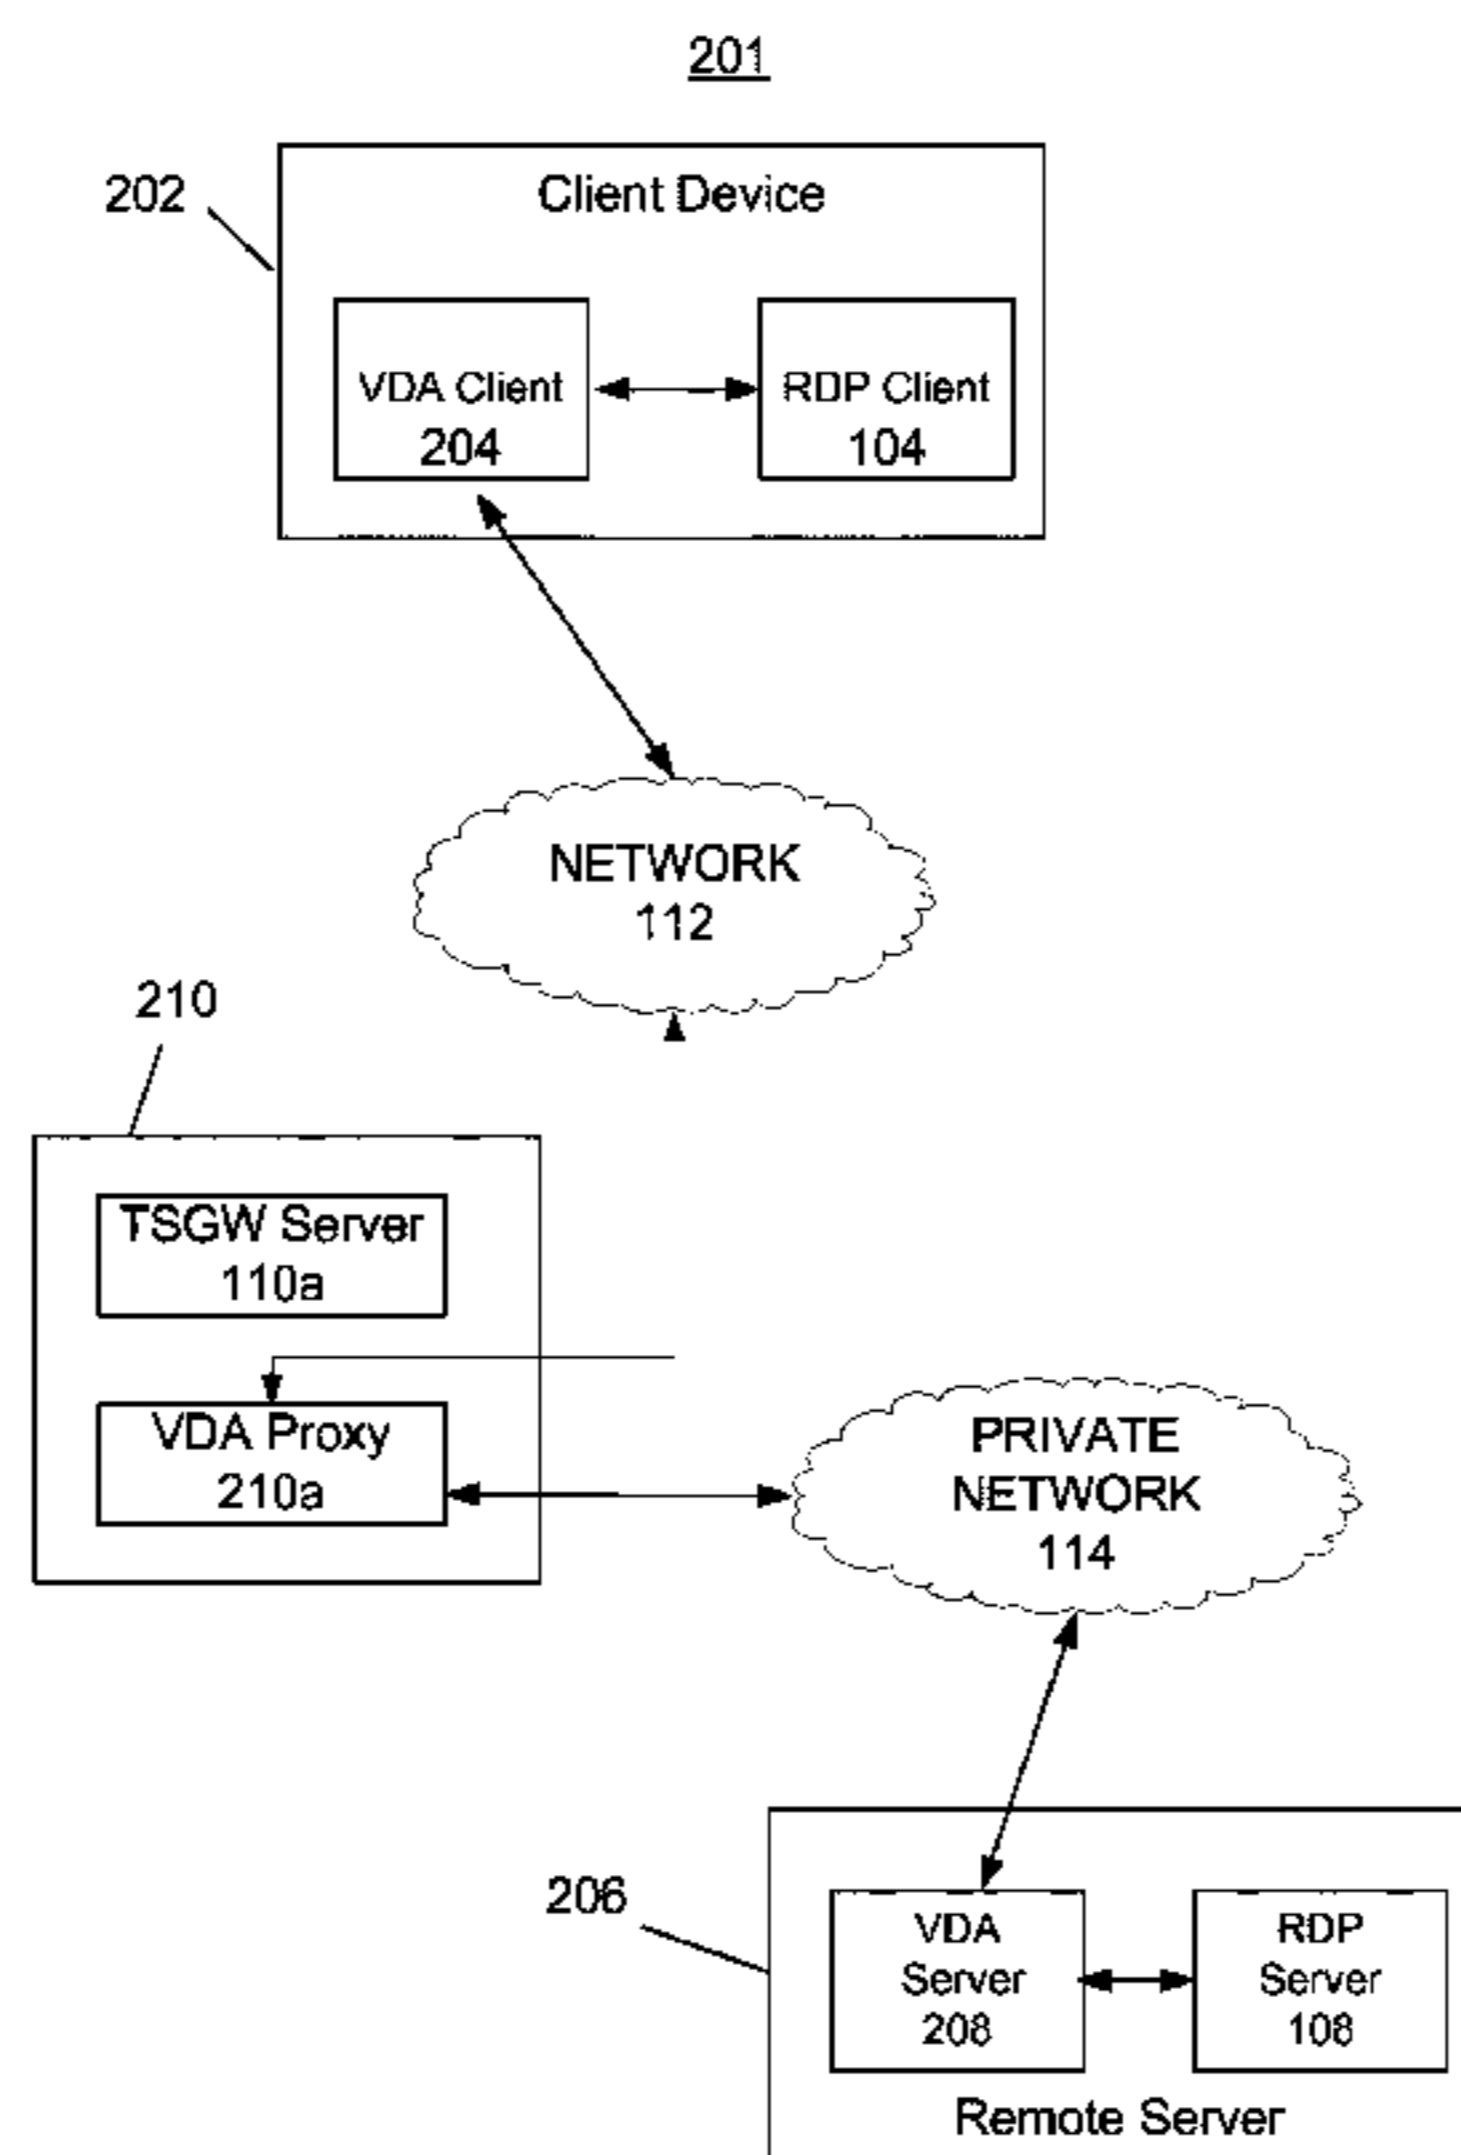 201
202
Client Device
VDA Client
204
RDP Client
104
NETWORK
112
210
TSGW Server
110a
VDA Proxy
210a
PRIVATE
NETWORK
114
206
VDA
Server
208
RDP
Server
108
Remote Server